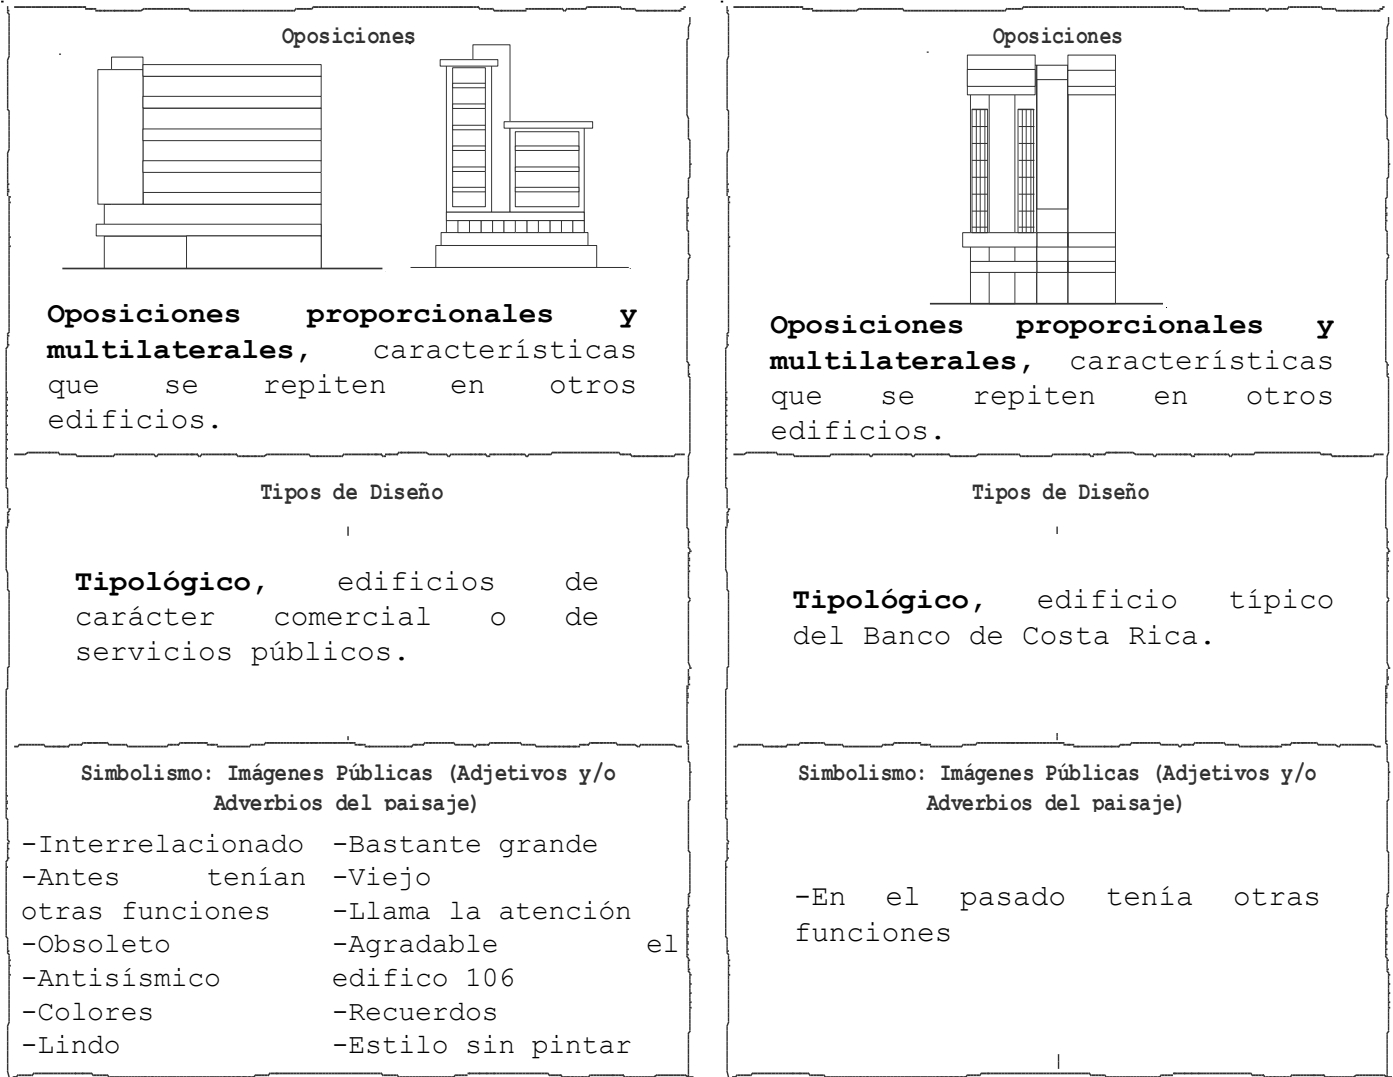 Oposiciones
Oposiciones proporcionales y
multilaterales, características
que se repiten en otros
edificios.
Tipos de Diseño
Tipológico, edificios de
carácter comercial o de
servicios públicos.
Simbolismo: Imágenes Públicas (Adjetivos y/o
Adverbios del paisaje)
-Interrelacionado
-Antes tenían
otras funciones
-Obsoleto
-Antisísmico
-Colores
-Lindo
-Bastante grande
-Viejo
-Llama la atención
-Agradable el
edifico 106
-Recuerdos
-Estilo sin pintar
Oposiciones
Oposiciones proporcionales y
multilaterales, características
que se repiten en otros
edificios.
Tipos de Diseño
Tipológico, edificio típico
del Banco de Costa Rica.
Simbolismo: Imágenes Públicas (Adjetivos y/o
Adverbios del paisaje)
-En el pasado tenía otras
funciones